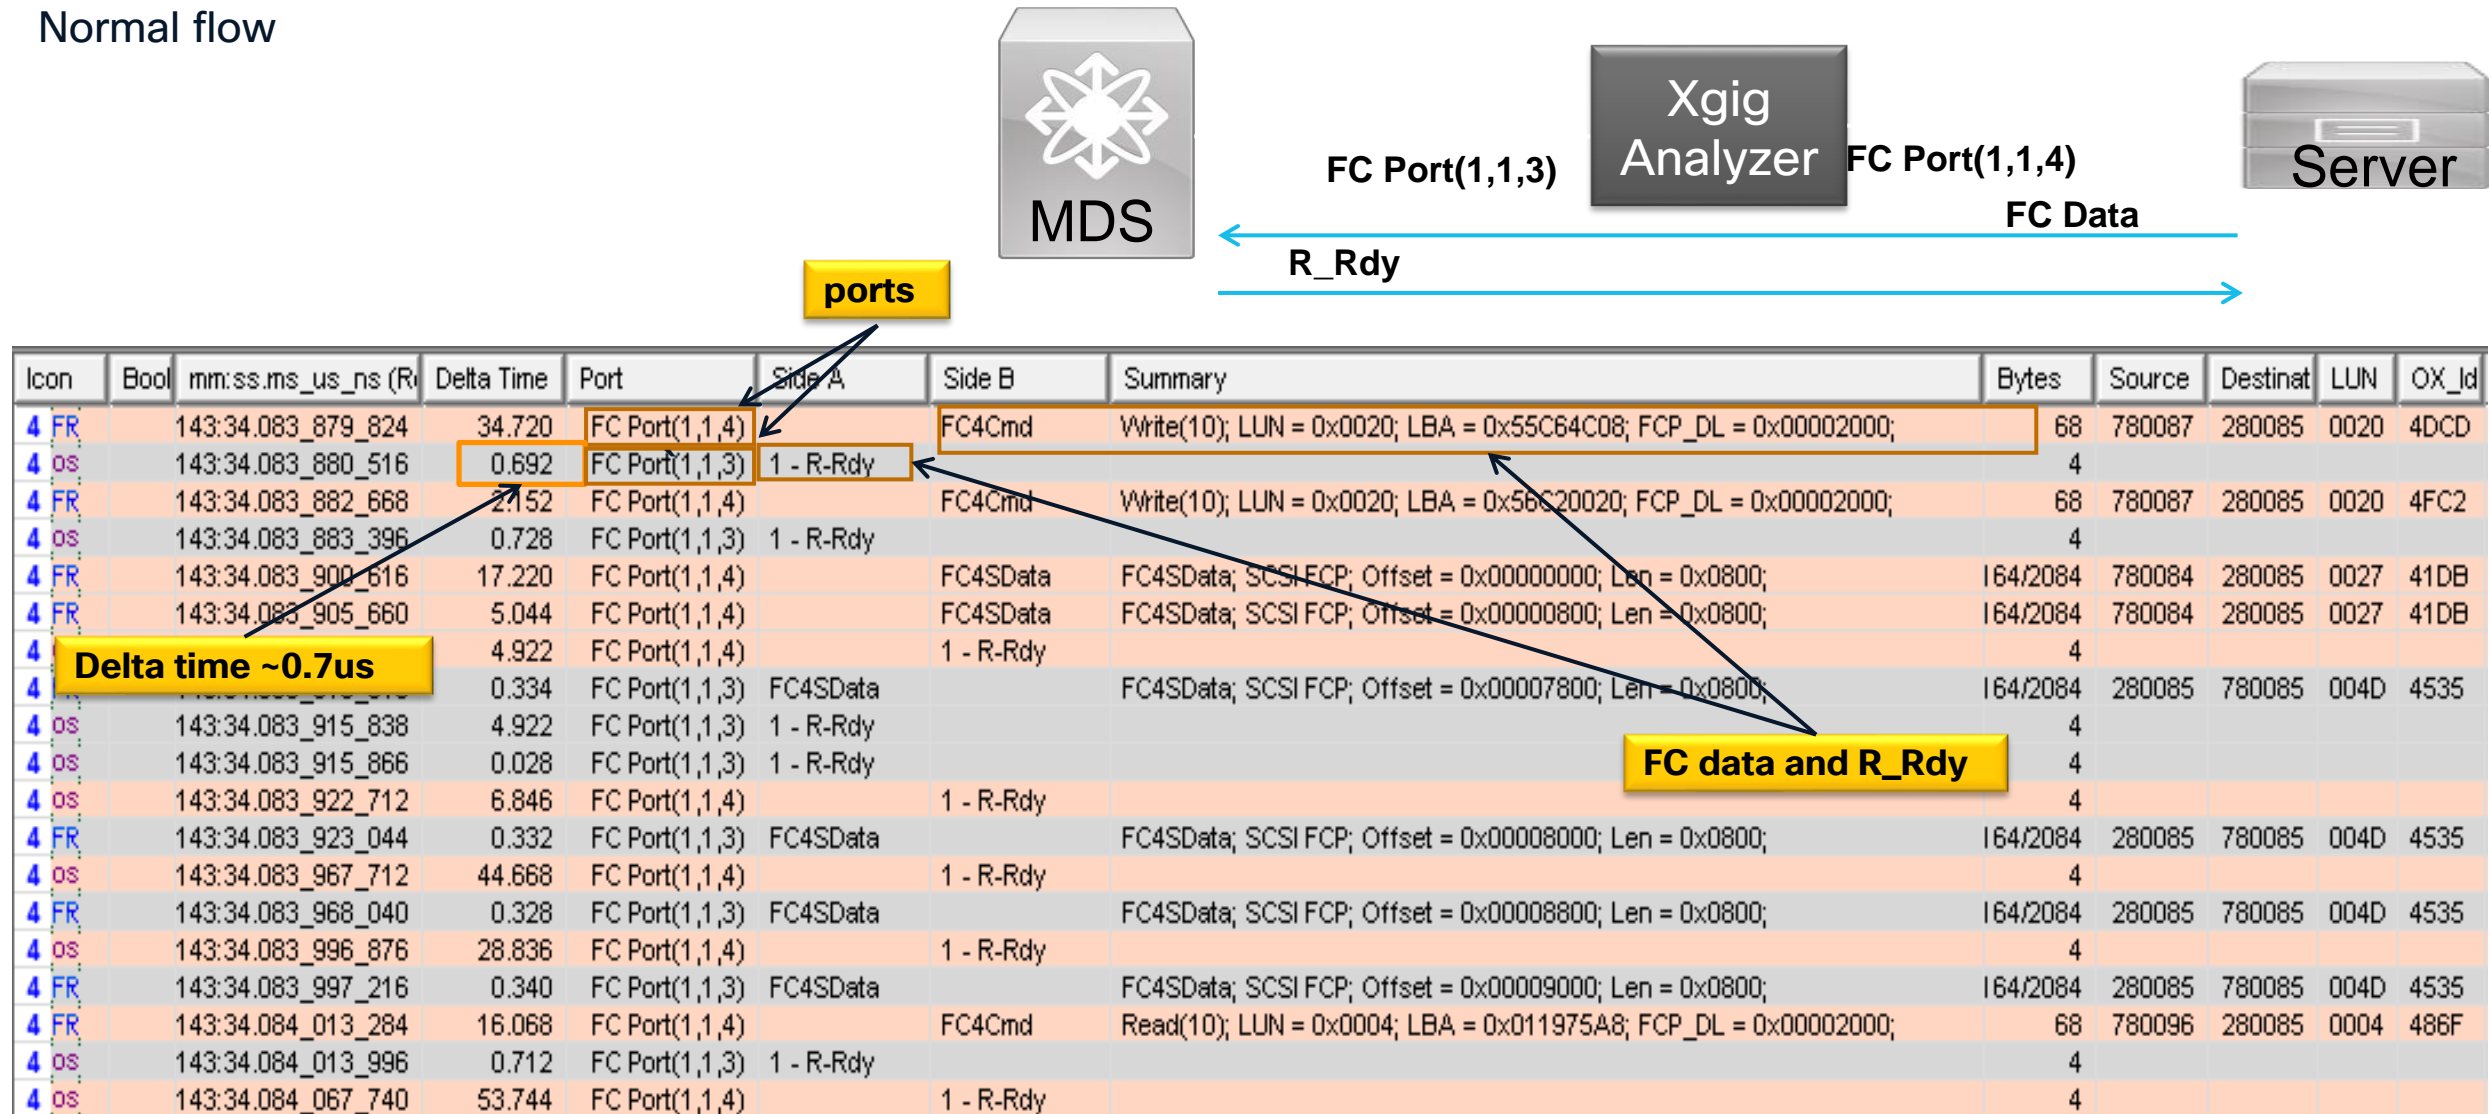 Normal flow
MDS
Xgig
Analyzer
FC Port(1,1,3)
FC Port(1,1,4)
Server
FC Data
R_Rdy
ports
Icon Bool mm:ss.ms_us_ns (R Delta Time Port Side A Side B Summary Bytes Source Destinat LUN OX_Id
4 FR 143:34.083_879_824 34.720 FC Port(1,1,4) FC4Cmd Write(10); LUN = 0x0020; LBA = 0x55C64C08; FCP_DL = 0x00002000; 68 780087 280085 0020 4DCD
4 OS 143:34.083_880_516 0.692 FC Port(1,1,3) 1 - R-Rdy 4
4 FR 143:34.083_882_668 2.152 FC Port(1,1,4) FC4Cmd Write(10); LUN = 0x0020; LBA = 0x56C20020; FCP_DL = 0x00002000; 68 780087 280085 0020 4FC2
4 OS 143:34.083_883_396 0.728 FC Port(1,1,3) 1 - R-Rdy 4
4 FR 143:34.083_900_616 17.220 FC Port(1,1,4) FC4SData FC4SData; SCSI FCP; Offset = 0x00000000; Len = 0x0800; 164/2084 780084 280085 0027 41DB
4 FR 143:34.083_905_660 5.044 FC Port(1,1,4) FC4SData FC4SData; SCSI FCP; Offset = 0x00000800; Len = 0x0800; 164/2084 780084 280085 0027 41DB
4 4.922 FC Port(1,1,4) 1 - R-Rdy 4
Delta time ~0.7us
4 0.334 FC Port(1,1,3) FC4SData FC4SData; SCSI FCP; Offset = 0x00007800; Len = 0x0800; 164/2084 280085 780085 004D 4535
4 OS 143:34.083_915_838 4.922 FC Port(1,1,3) 1 - R-Rdy 4
4 OS 143:34.083_915_866 0.028 FC Port(1,1,3) 1 - R-Rdy 4
FC data and R_Rdy
4 OS 143:34.083_922_712 6.846 FC Port(1,1,4) 1 - R-Rdy 4
4 FR 143:34.083_923_044 0.332 FC Port(1,1,3) FC4SData FC4SData; SCSI FCP; Offset = 0x00008000; Len = 0x0800; 164/2084 280085 780085 004D 4535
4 OS 143:34.083_967_712 44.668 FC Port(1,1,4) 1 - R-Rdy 4
4 FR 143:34.083_968_040 0.328 FC Port(1,1,3) FC4SData FC4SData; SCSI FCP; Offset = 0x00008800; Len = 0x0800; 164/2084 280085 780085 004D 4535
4 OS 143:34.083_996_876 28.836 FC Port(1,1,4) 1 - R-Rdy 4
4 FR 143:34.083_997_216 0.340 FC Port(1,1,3) FC4SData FC4SData; SCSI FCP; Offset = 0x00009000; Len = 0x0800; 164/2084 280085 780085 004D 4535
4 FR 143:34.084_013_284 16.068 FC Port(1,1,4) FC4Cmd Read(10); LUN = 0x0004; LBA = 0x011975A8; FCP_DL = 0x00002000; 68 780096 280085 0004 486F
4 OS 143:34.084_013_996 0.712 FC Port(1,1,3) 1 - R-Rdy 4
4 OS 143:34.084_067_740 53.744 FC Port(1,1,4) 1 - R-Rdy 4